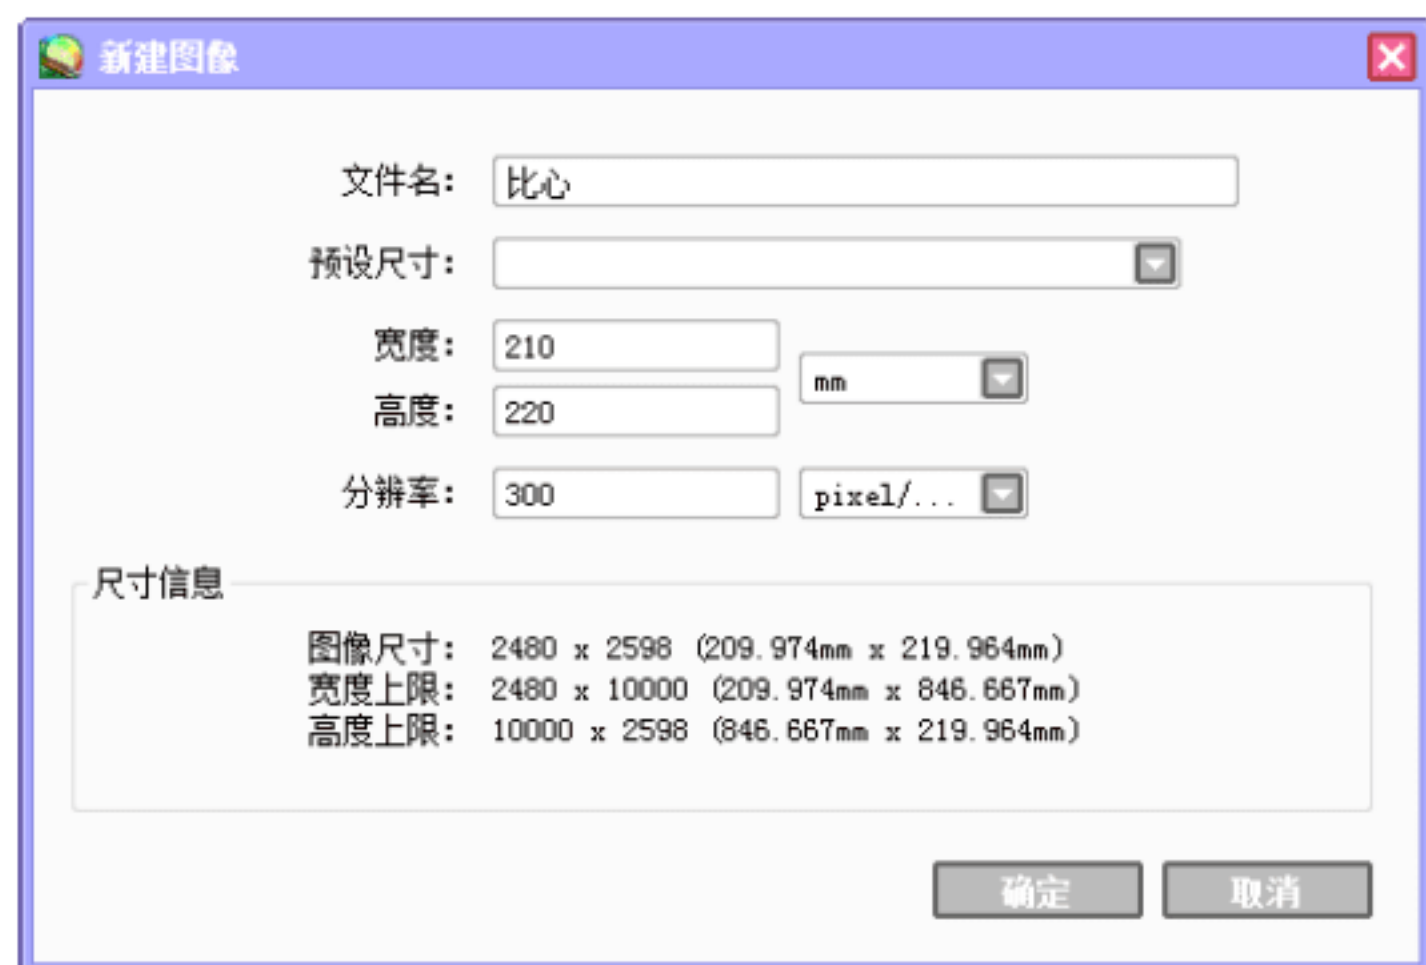 新建图像
文件名: 比心
预设尺寸:
宽度: 210
mm
高度: 220
分辨率: 300 pixel/...
尺寸信息
图像尺寸: 2480 x 2598 (209.974mm x 219.964mm)
宽度上限: 2480 x 10000 (209.974mm x 846.667mm)
高度上限: 10000 x 2598 (846.667mm x 219.964mm)
确定 取消